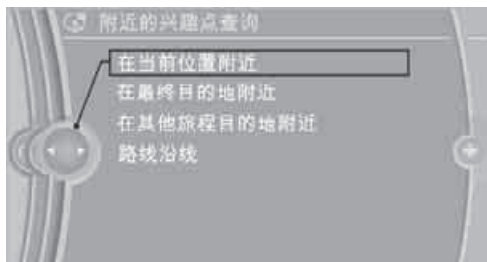 附近的兴趣点查询
在当前位置附近
在最终目的地附近
在其他旅程目的地附近
路线沿线